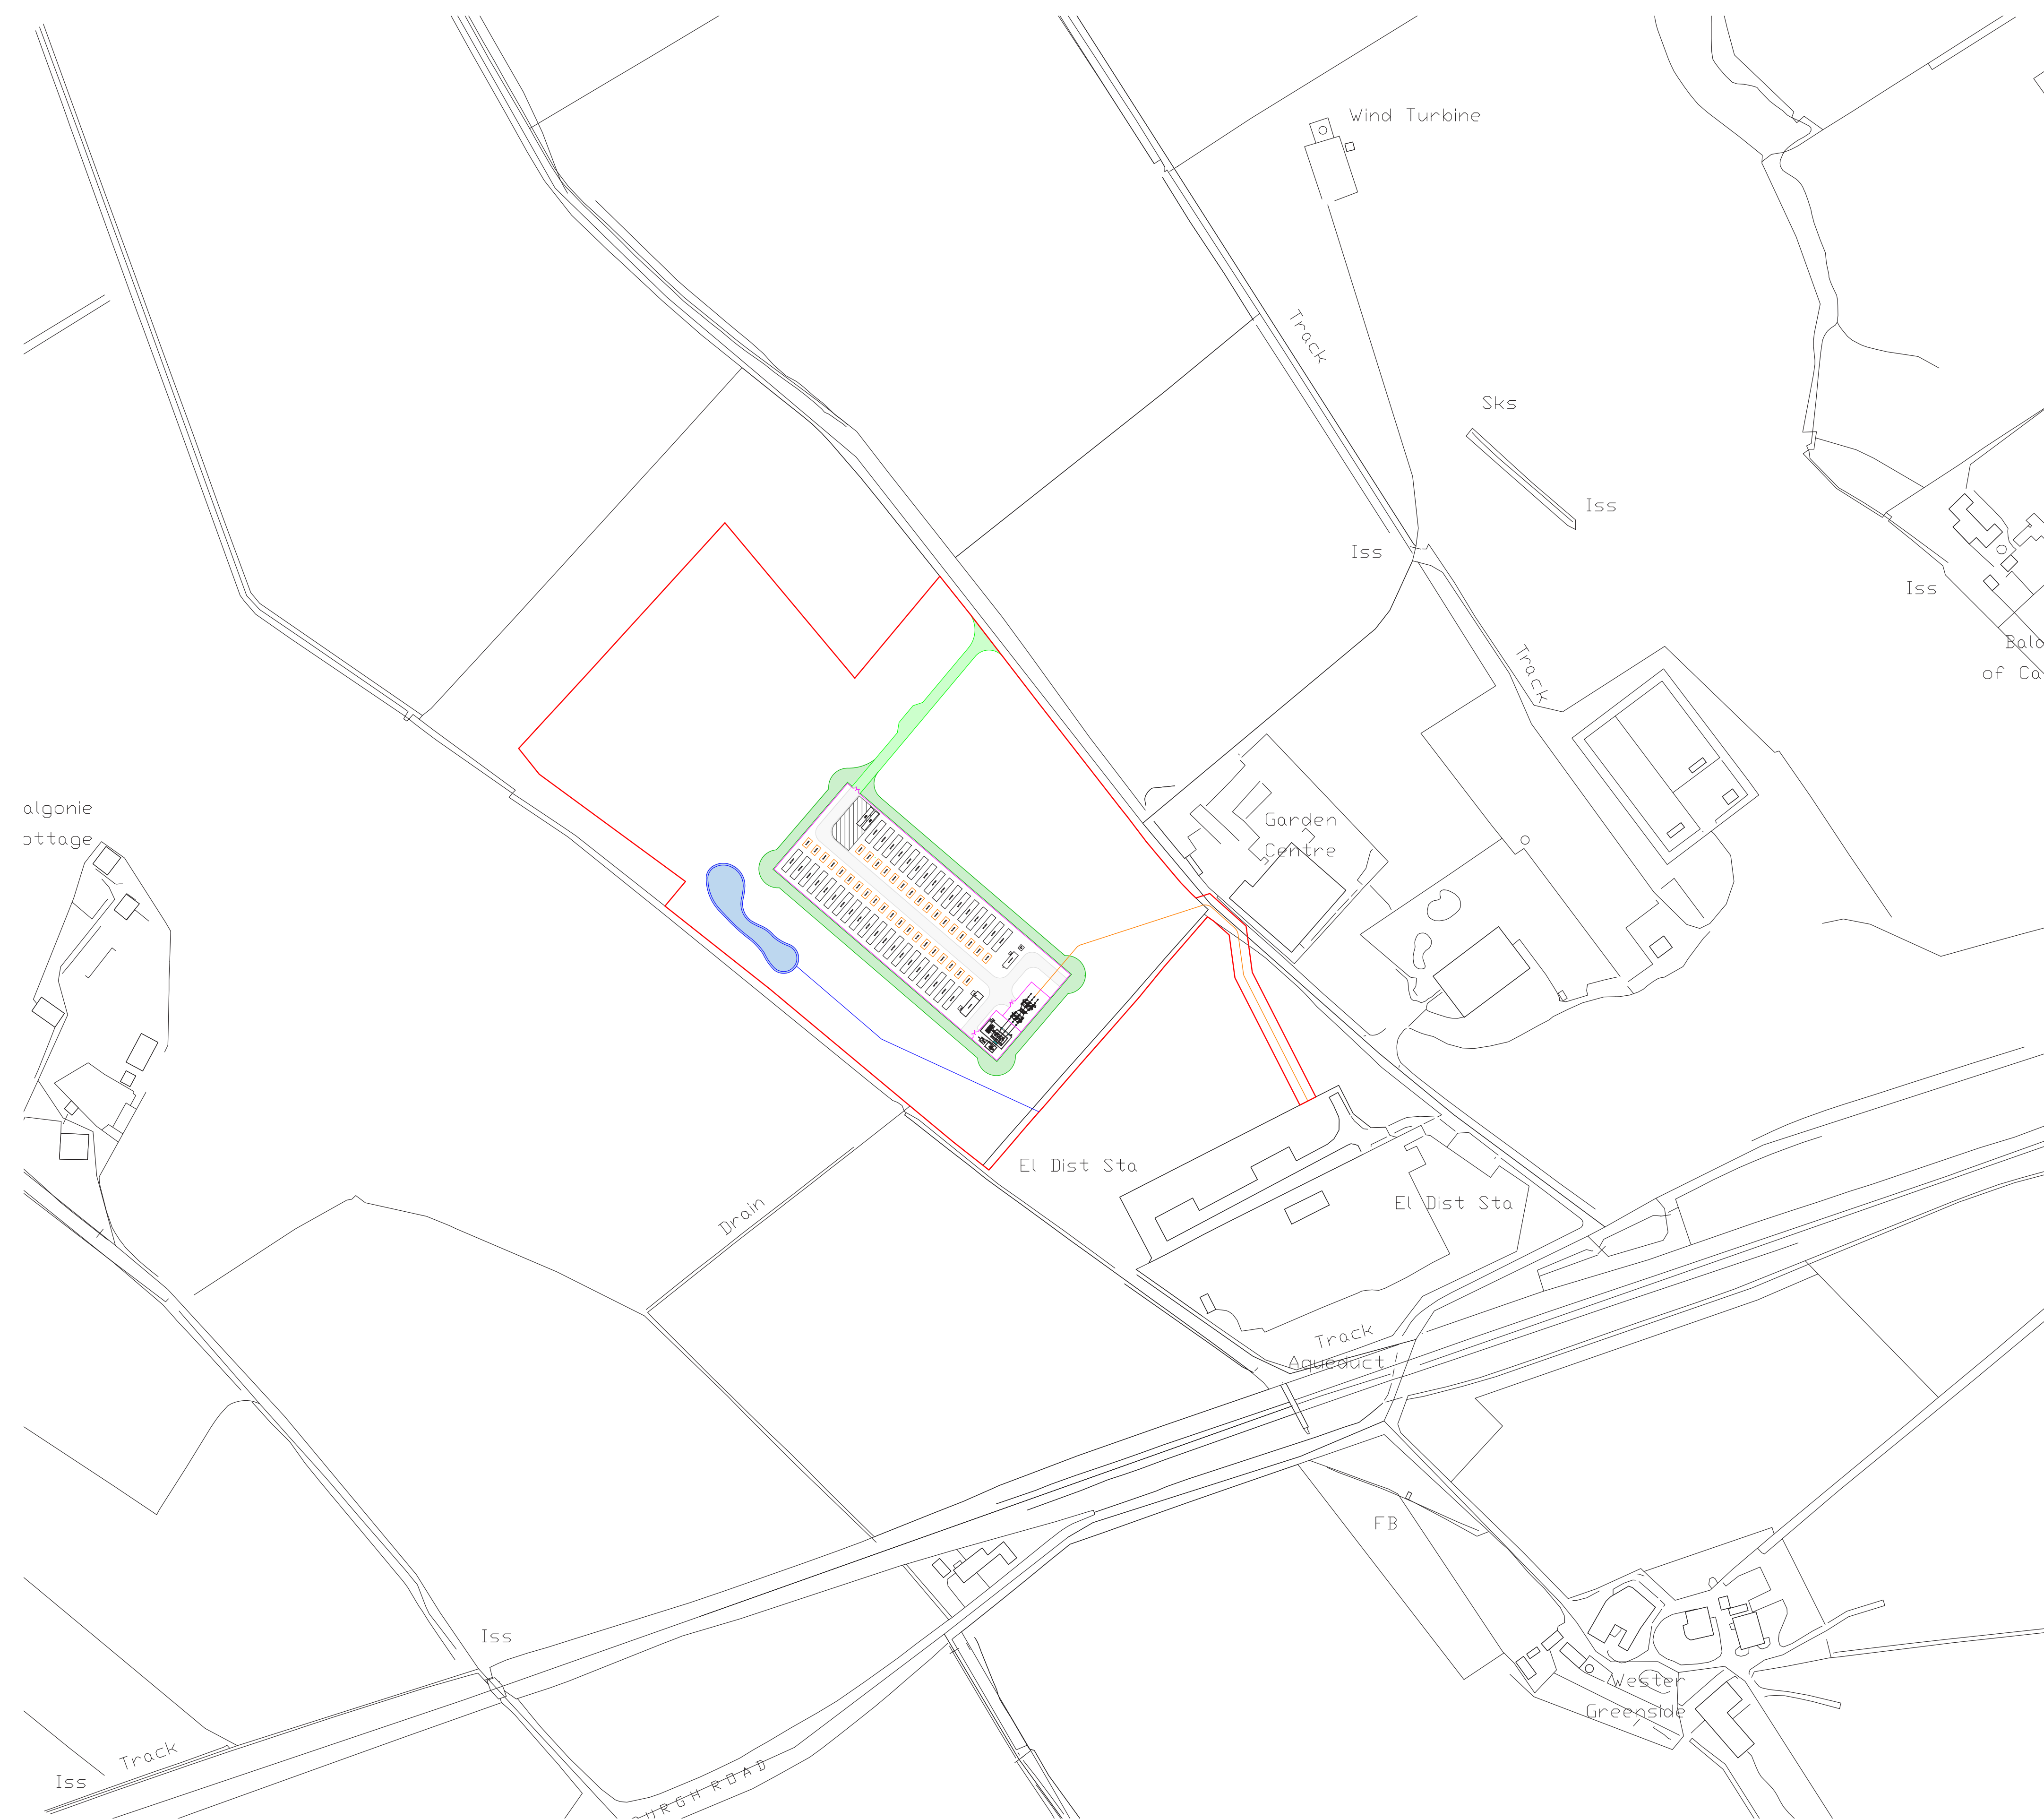 Wind Turbine
Track
Sks
Iss
Iss
Iss
Track
Balc
of Ca
algonie
ottage
Garden
Centre
El Dist Sta
El Dist Sta
Drain
Track
Aqueduct
FB
Iss
Wester
Greenside
Track
Iss
URGH ROAD